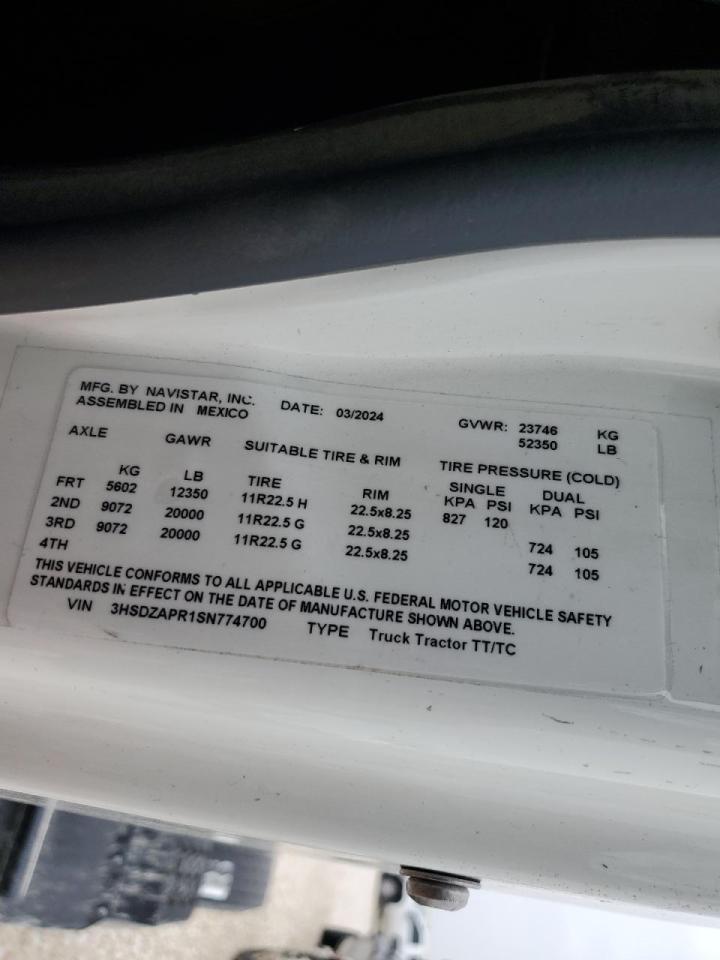 MFG. BY NAVISTAR, INC. DATE: 03/2024 GVWR: 23746 KG
ASSEMBLED IN MEXICO 52350 LB
AXLE GAWR SUITABLE TIRE & RIM TIRE PRESSURE (COLD)
SINGLE DUAL
KG LB TIRE RIM KPA PSI KPA PSI
FRT 5602 12350 11R22.5 H 22.5x8.25 827 120
2ND 9072 20000 11R22.5 G 22.5x8.25 724 105
3RD 9072 20000 11R22.5 G 22.5x8.25 724 105
4TH
THIS VEHICLE CONFORMS TO ALL APPLICABLE U.S. FEDERAL MOTOR VEHICLE SAFETY
STANDARDS IN EFFECT ON THE DATE OF MANUFACTURE SHOWN ABOVE.
VIN 3HSDZAPR1SN774700 TYPE Truck Tractor TT/TC